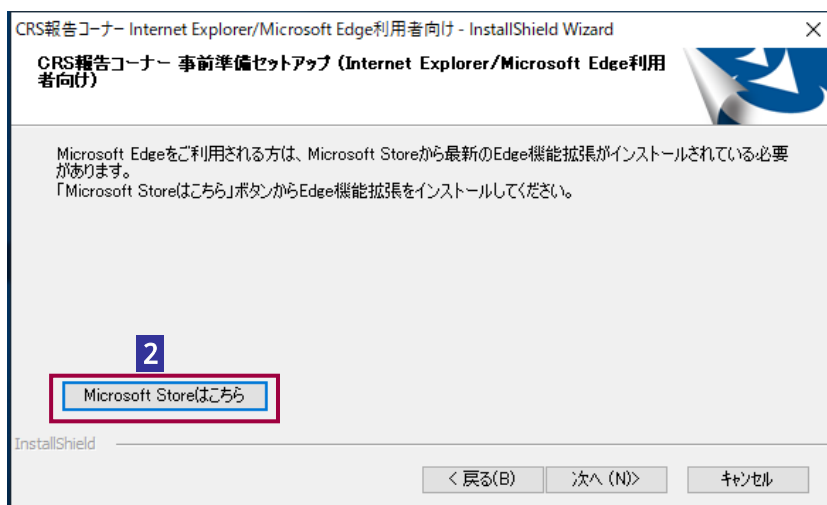 CRS報告コーナー Internet Explorer/Microsoft Edge利用者向け - InstallShield Wizard
CRS報告コーナー 事前準備セットアップ (Internet Explorer/Microsoft Edge利用
者向け)
Microsoft Edgeをご利用される方は、Microsoft Storeから最新のEdge機能拡張がインストールされている必要
があります。
「Microsoft Storeはこちら」ボタンからEdge機能拡張をインストールしてください。
2
Microsoft Storeはこちら
InstallShield
< 戻る(B) 次へ (N)> キャンセル